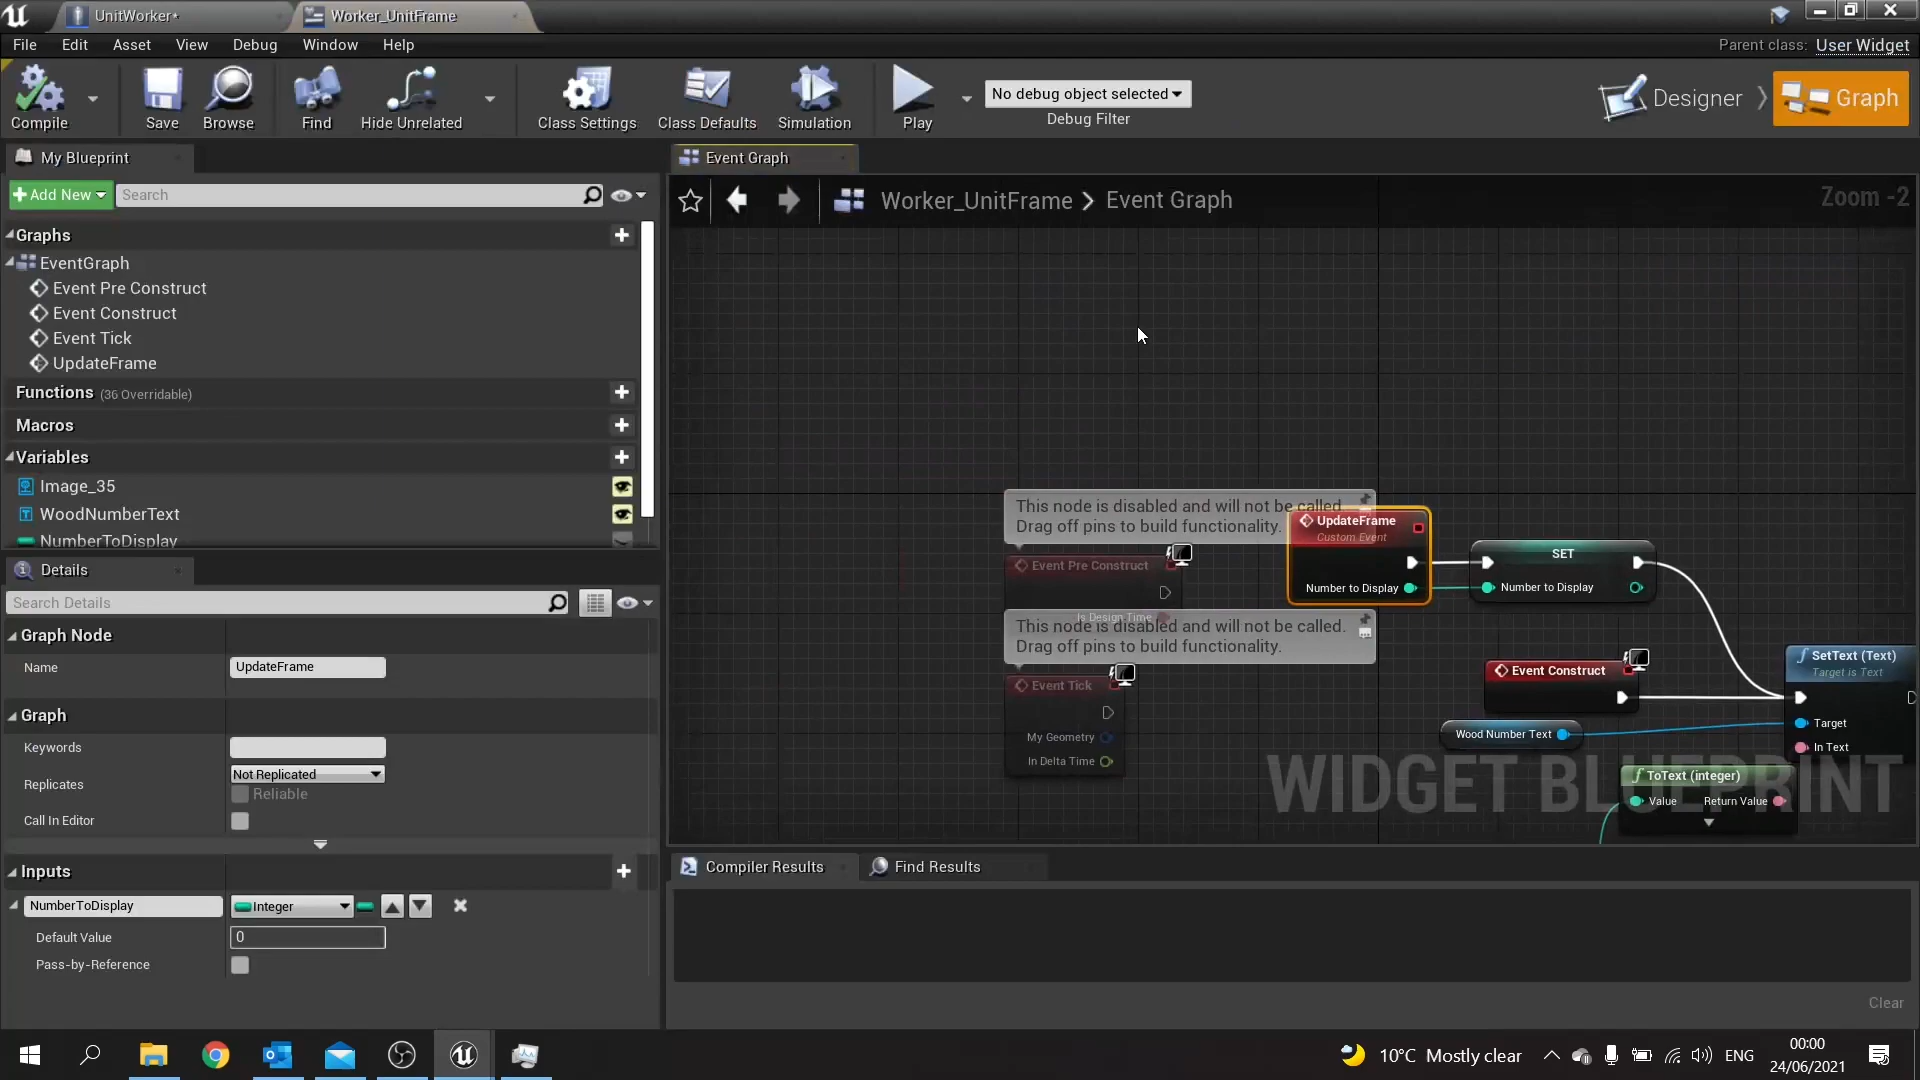 UnitWorker*
Worker_UnitFrame
File Edit Asset View Debug Window Help
Parent class: User Widget
Compile
Save
Browse
Find
Hide Unrelated
Class Settings
Class Defaults
Simulation
Play
No debug object selected
Debug Filter
Designer
Graph
My Blueprint
Add New
Search
Graphs
EventGraph
Event Pre Construct
Event Construct
Event Tick
UpdateFrame
Functions (36 Overridable)
Macros
Variables
Image_35
WoodNumberText
NumberToDisplay
Details
Search Details
Graph Node
Name UpdateFrame
Graph
Keywords
Replicates Not Replicated
Reliable
Call In Editor
Inputs
NumberToDisplay Integer
Default Value 0
Pass-by-Reference
Event Graph
Worker_UnitFrame > Event Graph
Zoom -2
This node is disabled and will not be called.
Drag off pins to build functionality.
Event Pre Construct
Is Design Time
This node is disabled and will not be called.
Drag off pins to build functionality.
Event Tick
My Geometry
In Delta Time
UpdateFrame
Custom Event
Number to Display
SET
Number to Display
Event Construct
Wood Number Text
SetText (Text)
Target is Text
Target
In Text
ToText (integer)
Value Return Value
WIDGET BLUEPRINT
Compiler Results
Find Results
Clear
10°C Mostly clear
ENG
00:00
24/06/2021